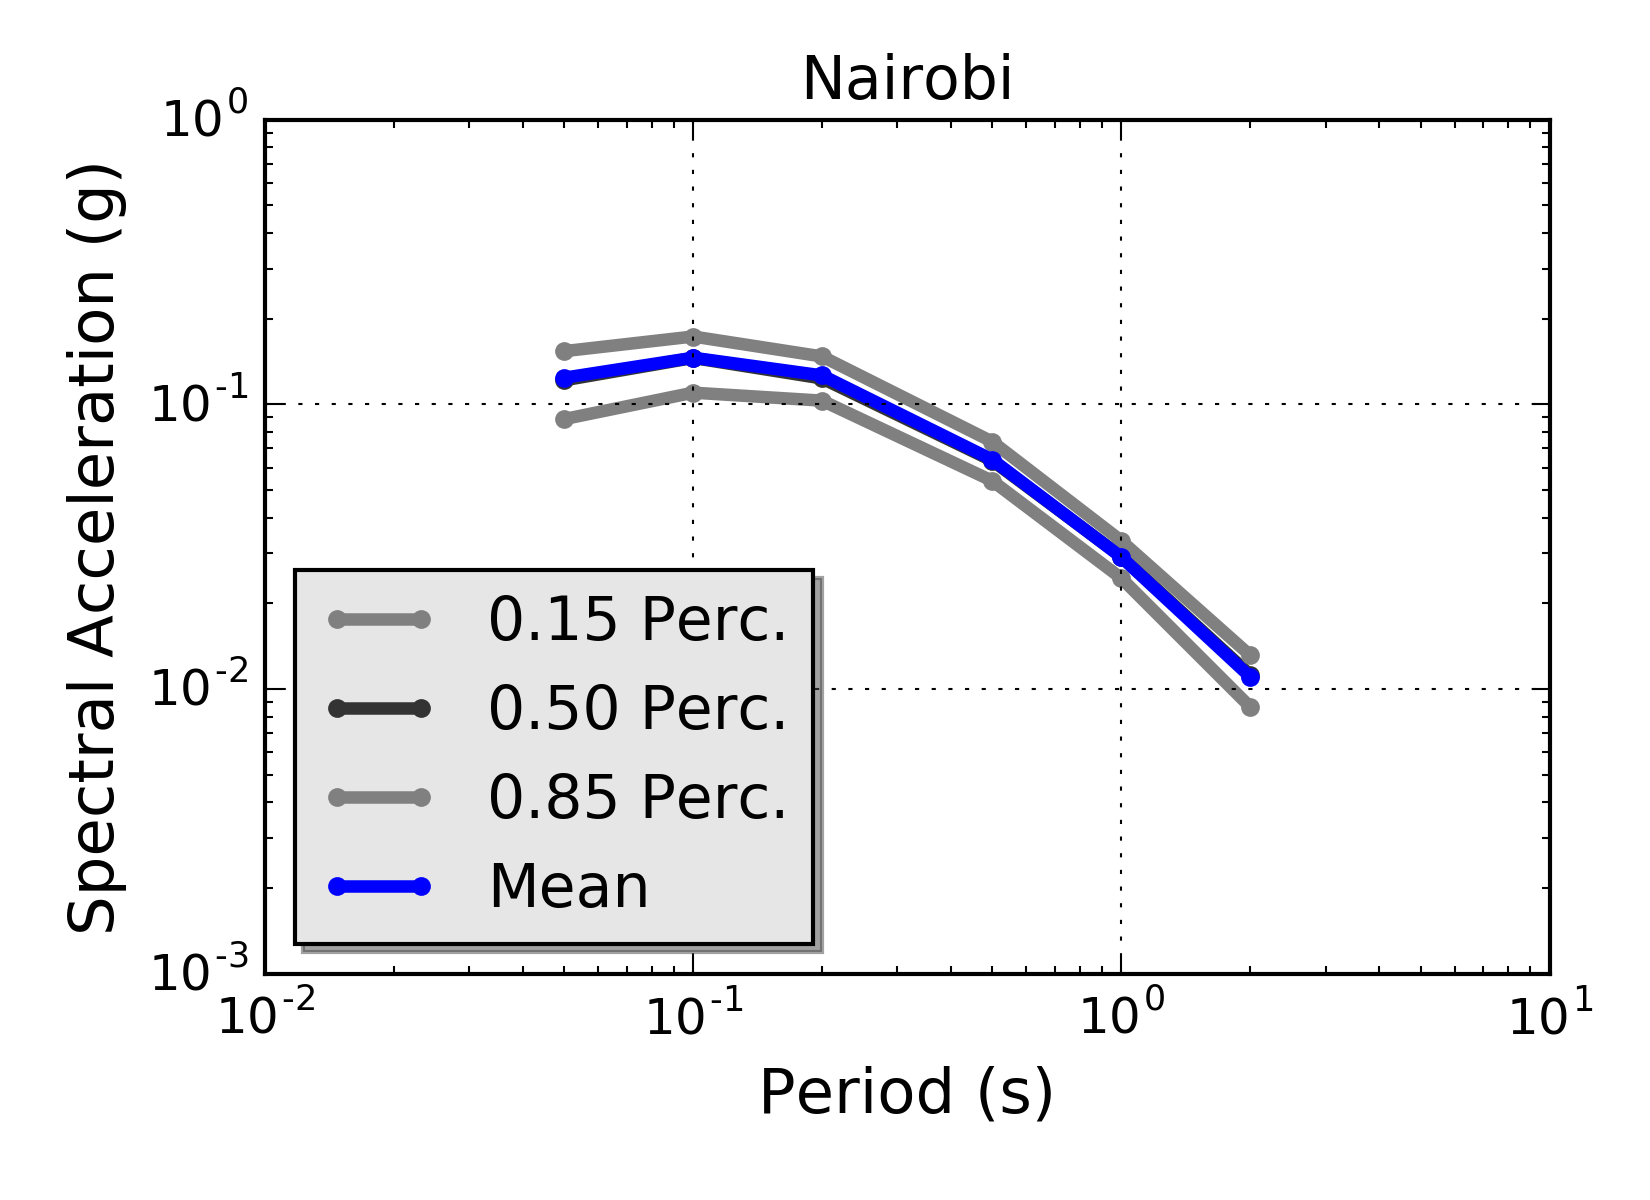 Nairobi
Spectral Acceleration (g)
10^0
10^-1
10^-2
10^-3
0.15 Perc.
0.50 Perc.
0.85 Perc.
Mean
10^-2 10^-1 10^0 10^1
Period (s)